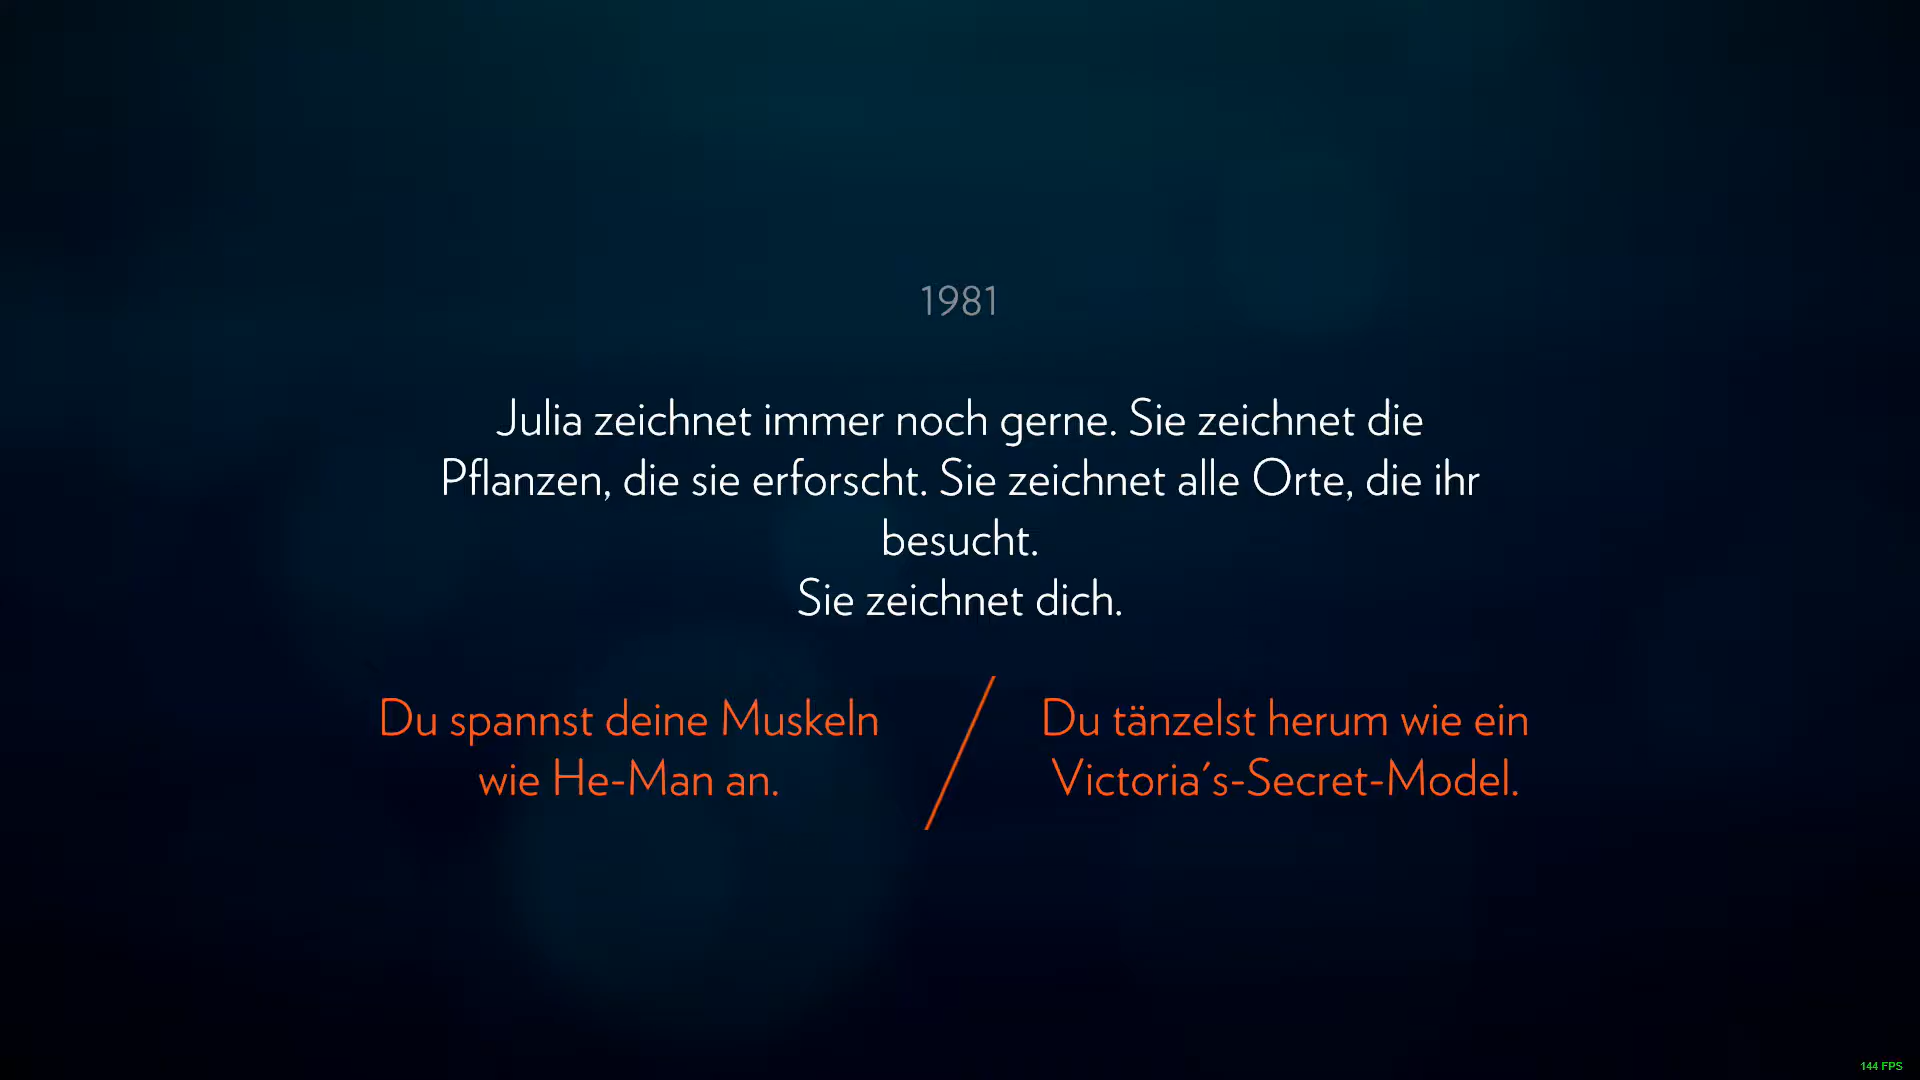 1981
Julia zeichnet immer noch gerne. Sie zeichnet die
Pflanzen, die sie erforscht. Sie zeichnet alle Orte, die ihr
besucht.
Sie zeichnet dich.
Du spannst deine Muskeln
wie He-Man an.
Du tänzelst herum wie ein
Victoria´s-Secret-Model.
144 FPS